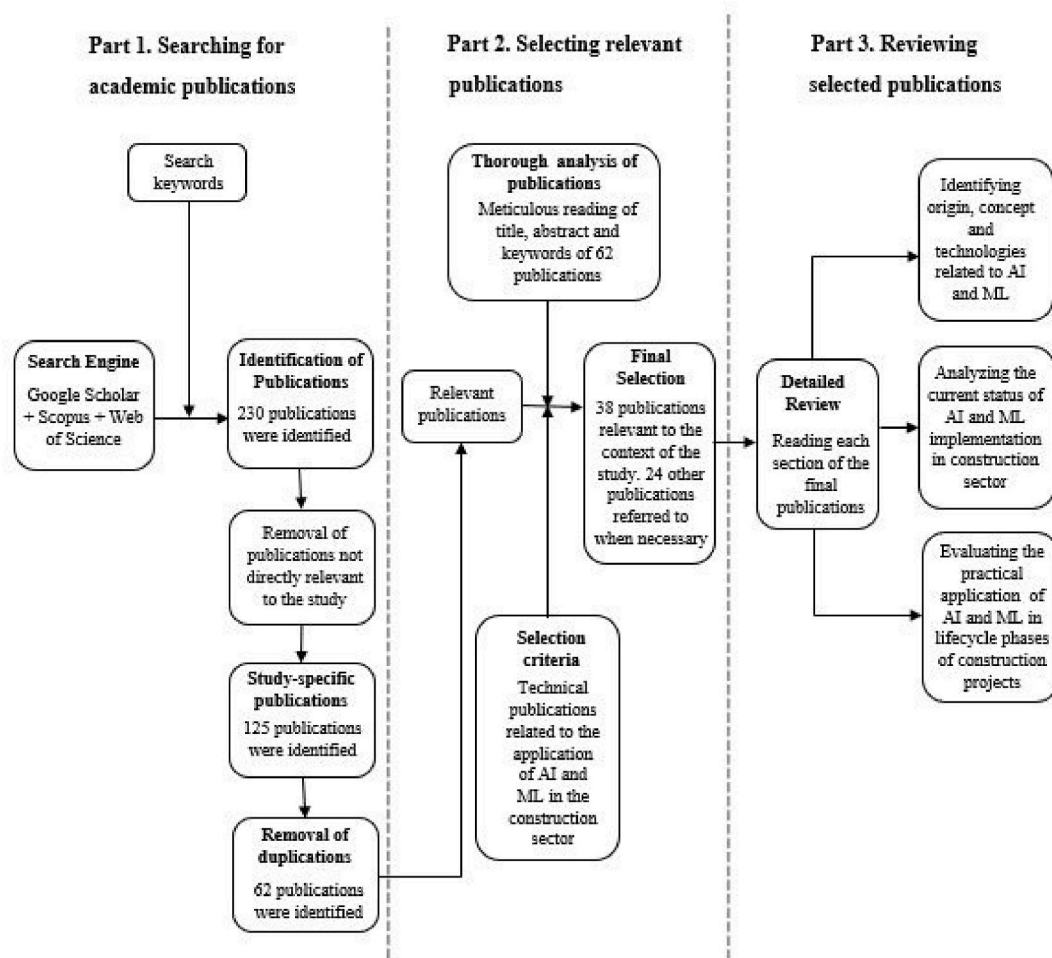 Part 1. Searching for
academic publications
Search
keywords
Search Engine
Google Scholar
+ Scopus + Web
of Science
Identification of
Publications
230 publications
were identified
Removal of
publications not
directly relevant
to the study
Study-specific
publications
125 publications
were identified
Removal of
duplications
62 publications
were identified
Part 2. Selecting relevant
publications
Thorough analysis of
publications
Meticulous reading of
title, abstract and
keywords of 62
publications
Relevant
publications
Final
Selection
38 publications
relevant to the
context of the
study. 24 other
publications
referred to
when necessary
Selection
criteria
Technical
publications
related to the
application
of AI and
ML in the
construction
sector
Part 3. Reviewing
selected publications
Detailed
Review
Reading each
section of the
final
publications
Identifying
origin, concept
and
technologies
related to AI
and ML
Analyzing the
current status of
AI and ML
implementation
in construction
sector
Evaluating the
practical
application of
AI and ML in
lifecycle phases
of construction
projects